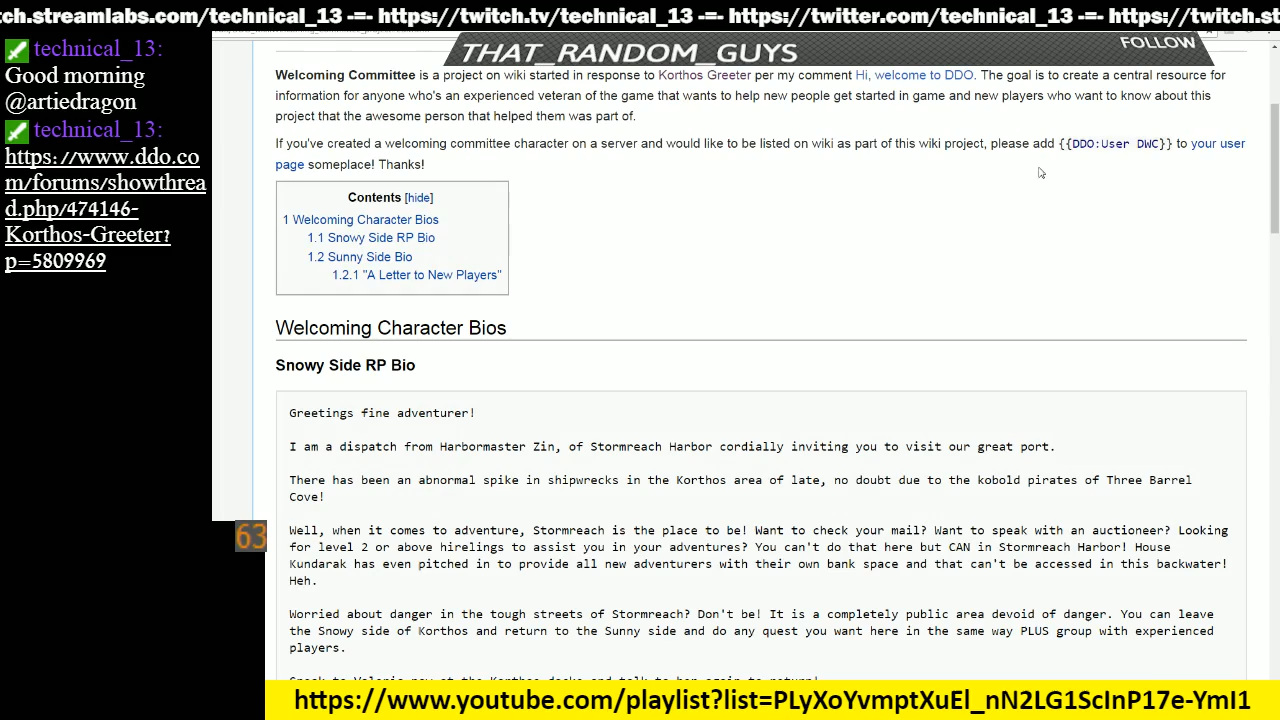 tch.streamlabs.com/technical_13 -=- https://twitch.tv/technical_13 -=- https://twitter.com/technical_13 -=- https://twitch.st
technical_13:
Good morning
@artiedragon
technical_13:
https://www.ddo.co
m/forums/showthrea
d.php/474146-
Korthos-Greeter?
p=5809969
THAT_RANDOM_GUYS
FOLLOW
Welcoming Committee is a project on wiki started in response to Korthos Greeter per my comment Hi, welcome to DDO. The goal is to create a central resource for
information for anyone who's an experienced veteran of the game that wants to help new people get started in game and new players who want to know about this
project that the awesome person that helped them was part of.
If you've created a welcoming committee character on a server and would like to be listed on wiki as part of this wiki project, please add {{DDO:User DWC}} to your user
page someplace! Thanks!
Contents [hide]
1 Welcoming Character Bios
1.1 Snowy Side RP Bio
1.2 Sunny Side Bio
1.2.1 "A Letter to New Players"
Welcoming Character Bios
Snowy Side RP Bio
Greetings fine adventurer!
I am a dispatch from Harbormaster Zin, of Stormreach Harbor cordially inviting you to visit our great port.
There has been an abnormal spike in shipwrecks in the Korthos area of late, no doubt due to the kobold pirates of Three Barrel
Cove!
Well, when it comes to adventure, Stormreach is the place to be! Want to check your mail? Want to speak with an auctioneer? Looking
for level 2 or above hirelings to assist you in your adventures? You can't do that here but CAN in Stormreach Harbor! House
Kundarak has even pitched in to provide all new adventurers with their own bank space and that can't be accessed in this backwater!
Heh.
Worried about danger in the tough streets of Stormreach? Don't be! It is a completely public area devoid of danger. You can leave
the Snowy side of Korthos and return to the Sunny side and do any quest you want here in the same way PLUS group with experienced
players.
63
https://www.youtube.com/playlist?list=PLyXoYvmptXuEl_nN2LG1ScInP17e-YmI1